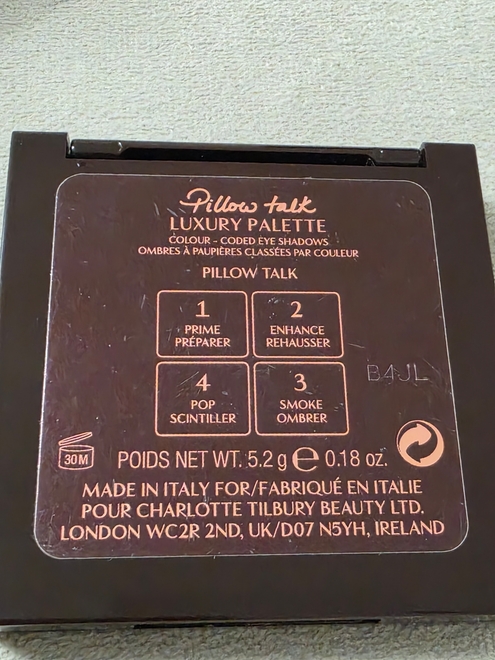 Pillow talk
LUXURY PALETTE
COLOUR - CODED EYE SHADOWS
OMBRES À PAUPIÈRES CLASSÉES PAR COULEUR
PILLOW TALK
1
PRIME
PRÉPARER
2
ENHANCE
REHAUSSER
4
POP
SCINTILLER
3
SMOKE
OMBRER
B4JL
30M
POIDS NET WT. 5.2 g ℮ 0.18 oz.
MADE IN ITALY FOR/FABRIQUÉ EN ITALIE
POUR CHARLOTTE TILBURY BEAUTY LTD.
LONDON WC2R 2ND, UK/D07 N5YH, IRELAND